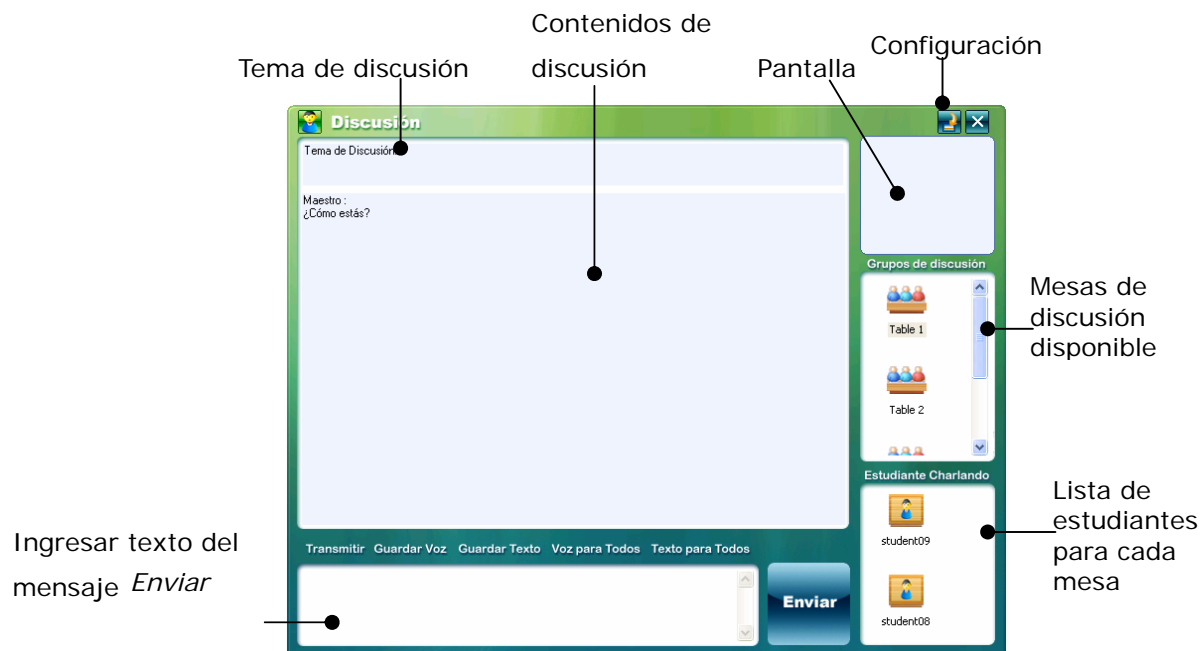 Contenidos de
discusión
Configuración
Tema de discusión
Pantalla
Discusión
Tema de Discusión
Maestro :
¿Cómo estás?
Grupos de discusión
Table 1
Table 2
Mesas de
discusión
disponible
Estudiante Charlando
student09
student08
Lista de
estudiantes
para cada
mesa
Transmitir Guardar Voz Guardar Texto Voz para Todos Texto para Todos
Enviar
Ingresar texto del
mensaje Enviar